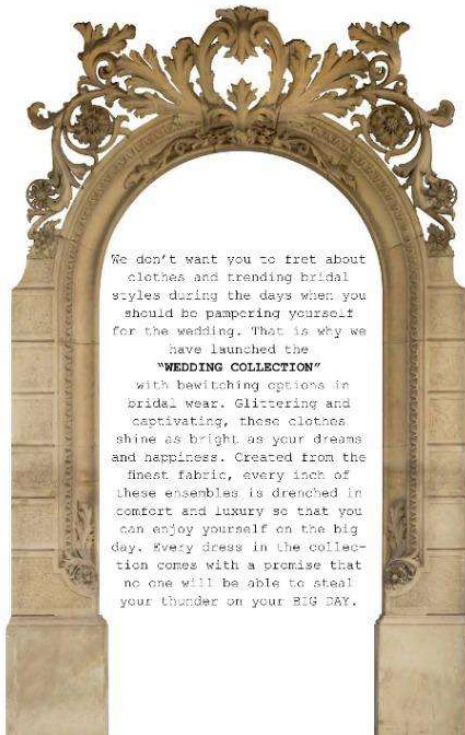 We don't want you to fret about
clothes and trending bridal
styles during the days when you
should be pampering yourself
for the wedding. That is why we
have launched the
"WEDDING COLLECTION"
with bewitching options in
bridal wear. Glittering and
captivating, these clothes
shine as bright as your dreams
and happiness. Created from the
finest fabric, every inch of
these ensembles is drenched in
comfort and luxury so that you
can enjoy yourself on the big
day. Every dress in the collec-
tion comes with a promise that
no one will be able to steal
your thunder on your BIG DAY.